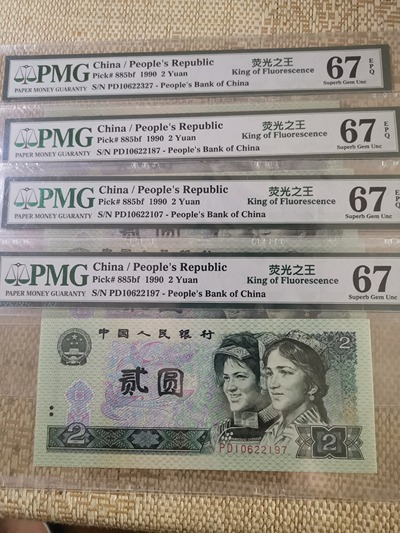 PMG
PAPER MONEY GUARANTY
China / People's Republic
Pick# 885bf 1990 2 Yuan
S/N PD10622327 - People's Bank of China
荧光之王
King of Fluorescence
67 EPQ
Superb Gem Unc
PMG
PAPER MONEY GUARANTY
China / People's Republic
Pick# 885bf 1990 2 Yuan
S/N PD10622187 - People's Bank of China
荧光之王
King of Fluorescence
67 EPQ
Superb Gem Unc
PMG
PAPER MONEY GUARANTY
China / People's Republic
Pick# 885bf 1990 2 Yuan
S/N PD10622107 - People's Bank of China
荧光之王
King of Fluorescence
67 EPQ
Superb Gem Unc
PMG
PAPER MONEY GUARANTY
China / People's Republic
Pick# 885bf 1990 2 Yuan
S/N PD10622197 - People's Bank of China
荧光之王
King of Fluorescence
67
Superb Gem Unc
中国人民银行
2
贰圆
PD10622197
2
2